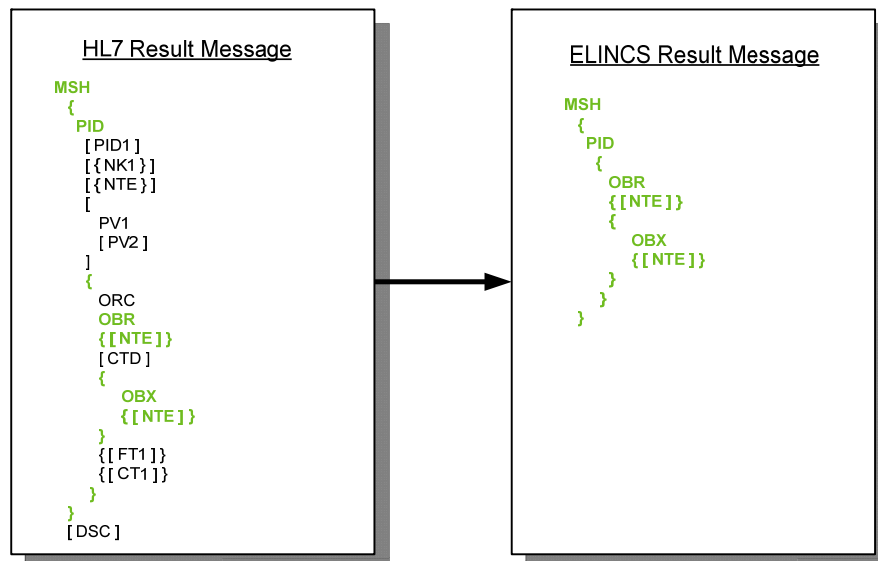 HL7 Result Message
MSH
{
PID
[ PID1 ]
[ { NK1 } ]
[ { NTE } ]
[
PV1
[ PV2 ]
]
{
ORC
OBR
{ [ NTE ] }
[ CTD ]
{
OBX
{ [ NTE ] }
}
{ [ FT1 ] }
{ [ CT1 ] }
}
}
[ DSC ]
ELINCS Result Message
MSH
{
PID
{
OBR
{ [ NTE ] }
{
OBX
{ [ NTE ] }
}
}
}